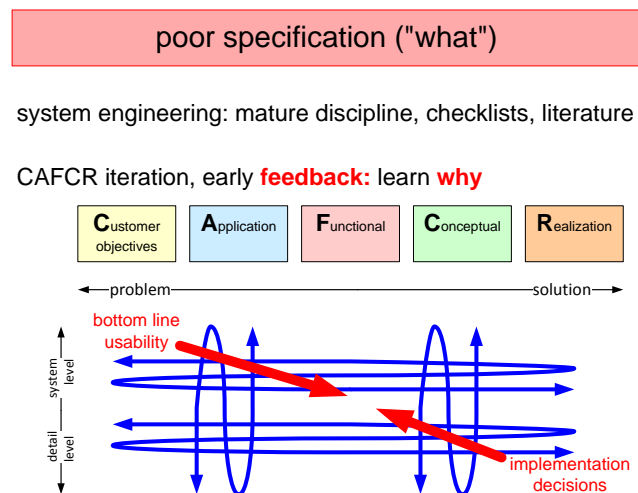 poor specification ("what")
system engineering: mature discipline, checklists, literature
CAFCR iteration, early feedback: learn why
Customer
objectives
Application
Functional
Conceptual
Realization
problem
solution
bottom line
usability
system
level
detail
level
implementation
decisions